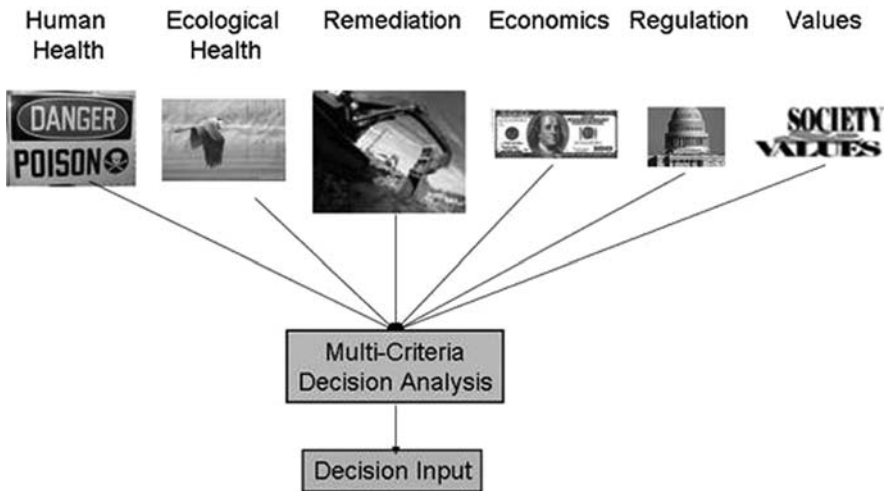 Human Health
Ecological Health
Remediation
Economics
Regulation
Values
DANGER
POISON
SOCIETY
VALUES
Multi-Criteria
Decision Analysis
Decision Input